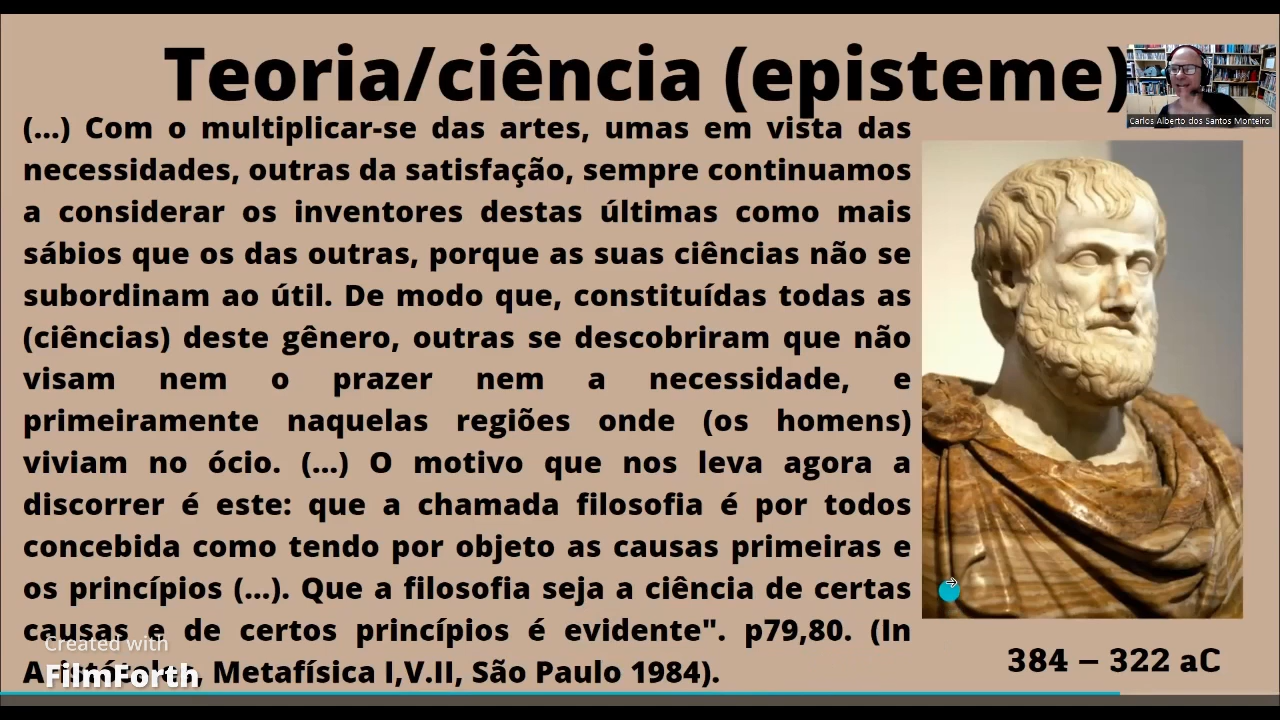 Teoria/ciência (episteme)
Carlos Alberto dos Santos Monteiro
(...) Com o multiplicar-se das artes, umas em vista das
necessidades, outras da satisfação, sempre continuamos
a considerar os inventores destas últimas como mais
sábios que os das outras, porque as suas ciências não se
subordinam ao útil. De modo que, constituídas todas as
(ciências) deste gênero, outras se descobriram que não
visam nem o prazer nem a necessidade, e
primeiramente naquelas regiões onde (os homens)
viviam no ócio. (...) O motivo que nos leva agora a
discorrer é este: que a chamada filosofia é por todos
concebida como tendo por objeto as causas primeiras e
os princípios (...). Que a filosofia seja a ciência de certas
causas e de certos princípios é evidente". p79,80. (In
Aristóteles, Metafísica I,V.II, São Paulo 1984).
384 – 322 aC
Created with
FilmForth